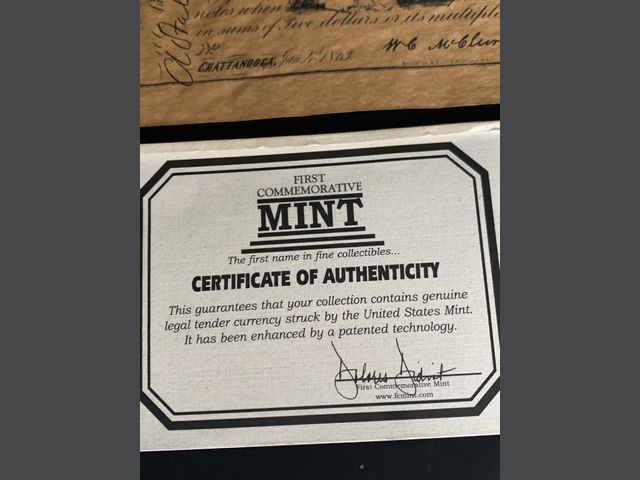 notes when
in sums of Five dollars or its multiple
CHATTANOOGA, Jan 1863
W C McClun
FIRST
COMMEMORATIVE
MINT
The first name in fine collectibles...
CERTIFICATE OF AUTHENTICITY
This guarantees that your collection contains genuine
legal tender currency struck by the United States Mint.
It has been enhanced by a patented technology.
First Commemorative Mint
www.fcmint.com